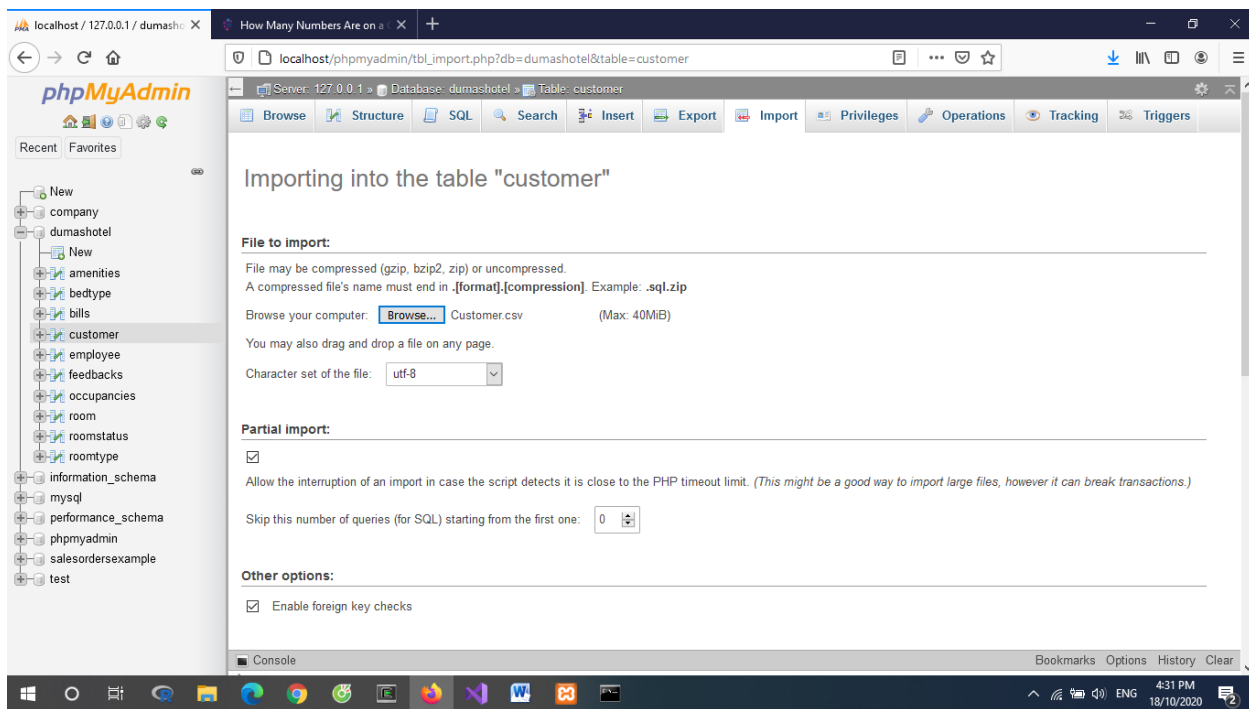 localhost / 127.0.0.1 / dumasho
How Many Numbers Are on a
localhost/phpmyadmin/tbl_import.php?db=dumashotel&table=customer
phpMyAdmin
Recent Favorites
New
company
dumashotel
New
amenities
bedtype
bills
customer
employee
feedbacks
occupancies
room
roomstatus
roomtype
information_schema
mysql
performance_schema
phpmyadmin
salesordersexample
test
Server: 127.0.0.1 » Database: dumashotel » Table: customer
Browse Structure SQL Search Insert Export Import Privileges Operations Tracking Triggers
Importing into the table "customer"
File to import:
File may be compressed (gzip, bzip2, zip) or uncompressed.
A compressed file's name must end in .[format].[compression]. Example: .sql.zip
Browse your computer: Browse... Customer.csv (Max: 40MiB)
You may also drag and drop a file on any page.
Character set of the file: utf-8
Partial import:
Allow the interruption of an import in case the script detects it is close to the PHP timeout limit. (This might be a good way to import large files, however it can break transactions.)
Skip this number of queries (for SQL) starting from the first one: 0
Other options:
Enable foreign key checks
Console
Bookmarks Options History Clear
ENG
4:31 PM
18/10/2020
2